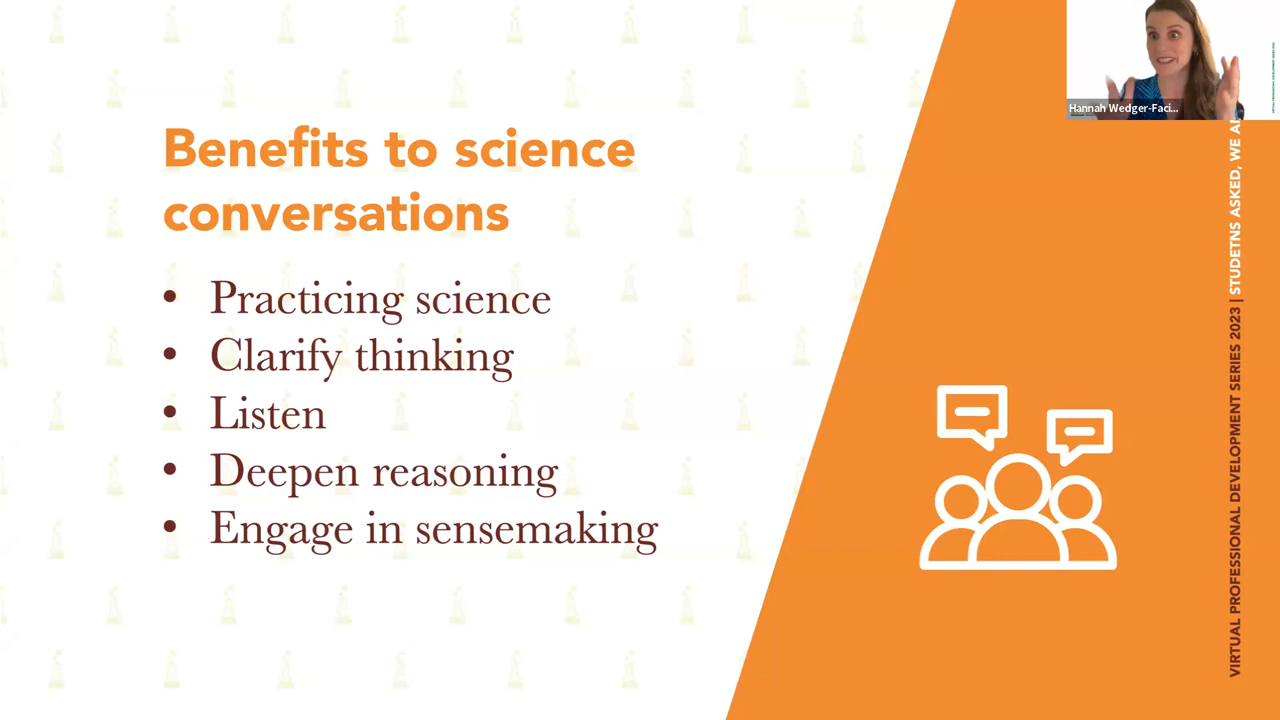 Benefits to science
conversations
• Practicing science
• Clarify thinking
• Listen
• Deepen reasoning
• Engage in sensemaking
Hannah Wedger-Faci...
VIRTUAL PROFESSIONAL DEVELOPMENT SERIES 2023 | STUDETNS ASKED, WE